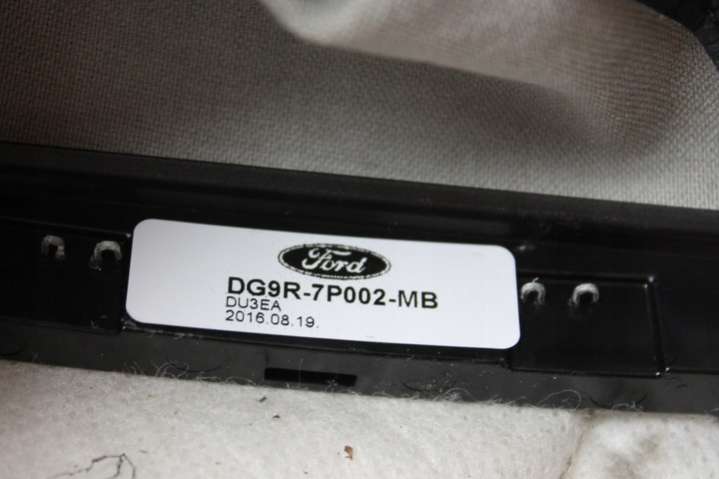 Ford
DG9R-7P002-MB
DU3EA
2016.08.19.